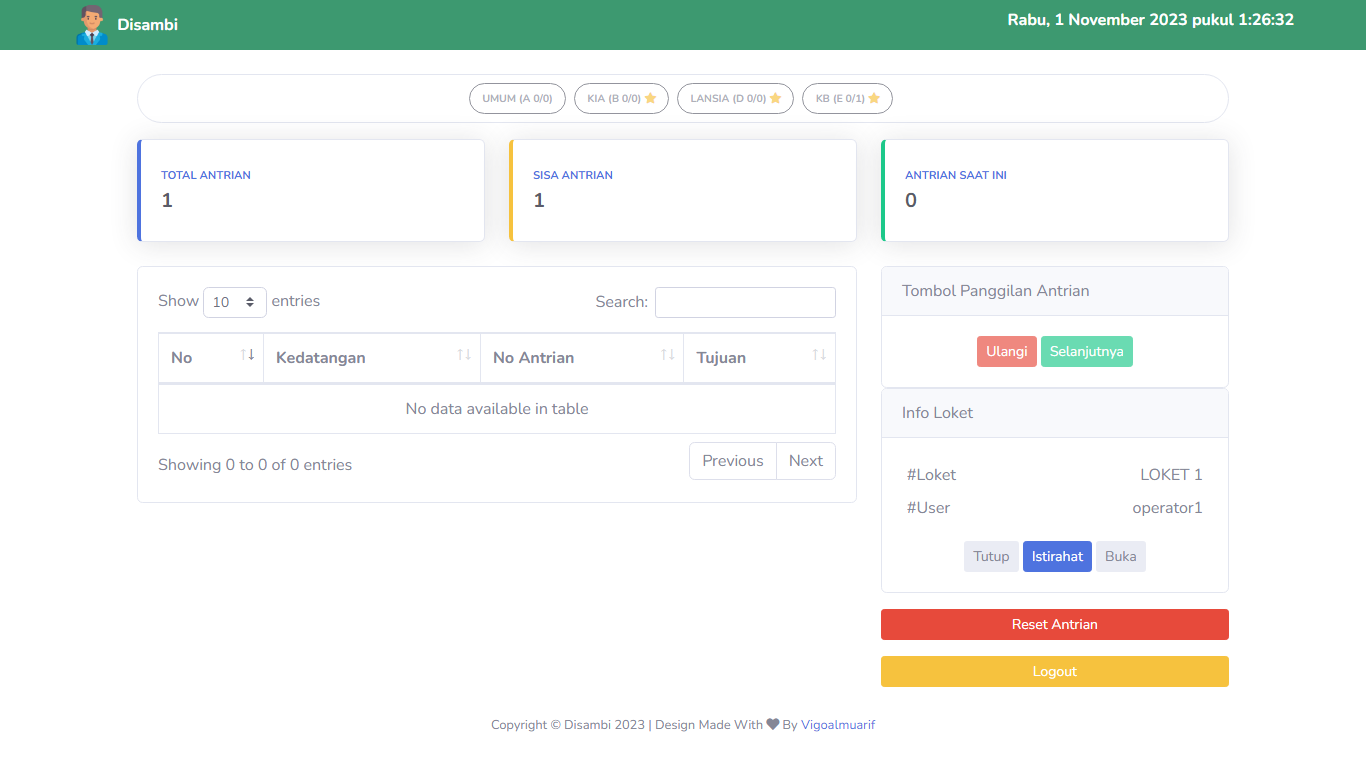 Disambi
Rabu, 1 November 2023 pukul 1:26:32
UMUM (A 0/0) KIA (B 0/0) LANSIA (D 0/0) KB (E 0/1)
TOTAL ANTRIAN
1
SISA ANTRIAN
1
ANTRIAN SAAT INI
0
Show 10 entries
Search:
No Kedatangan No Antrian Tujuan
No data available in table
Showing 0 to 0 of 0 entries
Previous Next
Tombol Panggilan Antrian
Ulangi Selanjutnya
Info Loket
#Loket LOKET 1
#User operator1
Tutup Istirahat Buka
Reset Antrian
Logout
Copyright © Disambi 2023 | Design Made With By Vigoalmuarif